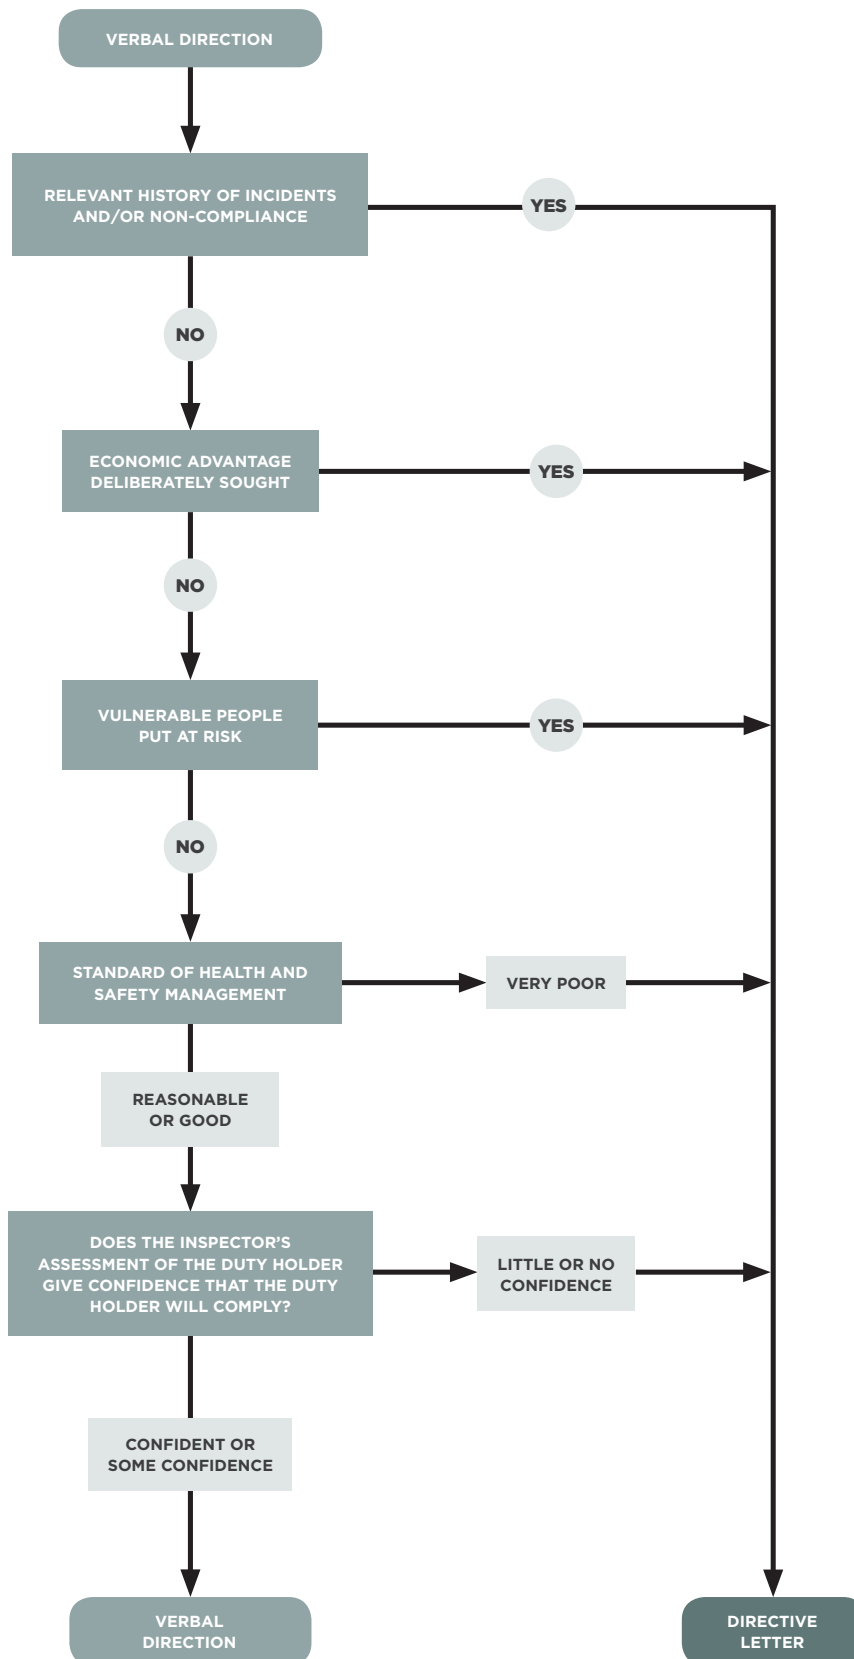 VERBAL DIRECTION
RELEVANT HISTORY OF INCIDENTS
AND/OR NON-COMPLIANCE
YES
NO
ECONOMIC ADVANTAGE
DELIBERATELY SOUGHT
YES
NO
VULNERABLE PEOPLE
PUT AT RISK
YES
NO
STANDARD OF HEALTH AND
SAFETY MANAGEMENT
VERY POOR
REASONABLE
OR GOOD
DOES THE INSPECTOR’S
ASSESSMENT OF THE DUTY HOLDER
GIVE CONFIDENCE THAT THE DUTY
HOLDER WILL COMPLY?
LITTLE OR NO
CONFIDENCE
CONFIDENT OR
SOME CONFIDENCE
VERBAL
DIRECTION
DIRECTIVE
LETTER